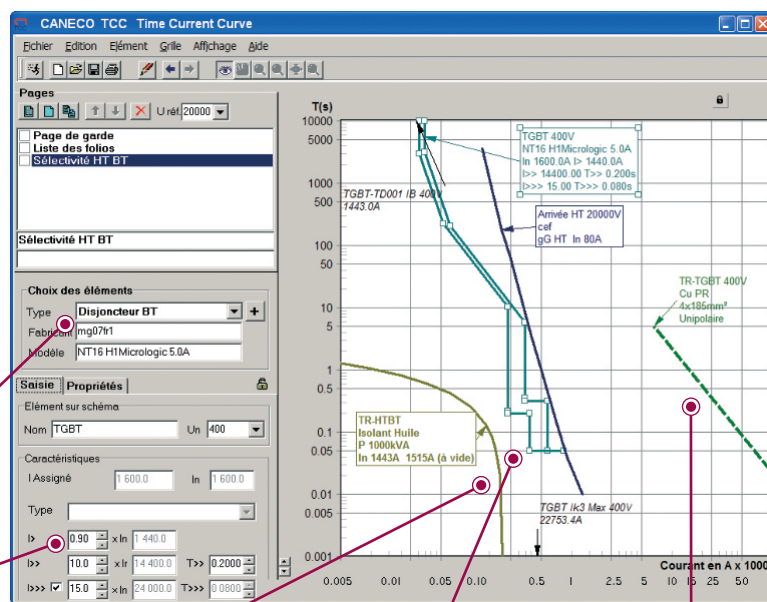 CANECO TCC Time Current Curve
Fichier Edition Elément Grille Affichage Aide
Pages
U réf. 20000
Page de garde
Liste des folios
Sélectivité HT BT
Sélectivité HT BT
Choix des éléments
Type Disjoncteur BT
Fabricant mg07fr1
Modèle NT16 H1Micrologic 5.0A
Saisie Propriétés
Elément sur schéma
Nom TGBT Un 400
Caractéristiques
I Assigné 1 600.0 In 1 600.0
Type
I> 0.90 x In 1 440.0
I>> 10.0 x Ir 14 400.0 T>> 0.2000
I>>> 15.0 x In 24 000.0 T>>> 0.0800
T(s)
10000
5000
1000
500
100
50
10
5
1
0.5
0.1
0.05
0.01
0.005
0.001
0.005 0.01 0.05 0.10 0.5 1 2.5 5 10 15 25 50
Courant en A x 1000
TGBT 400V
NT16 H1Micrologic 5.0A
In 1600.0A I> 1440.0A
I>> 14400.00 T>> 0.200s
I>>> 15.00 T>>> 0.080s
TGBT-TD001 IB 400V
1443.0A
Arrivée HT 20000V
cef
gG HT In 80A
TR-TGBT 400V
Cu PR
4x185mm²
Unipolaire
TR-HTBT
Isolant Huile
P 1000kVA
In 1443A 1515A (à vide)
TGBT Ik3 Max 400V
22753.4A